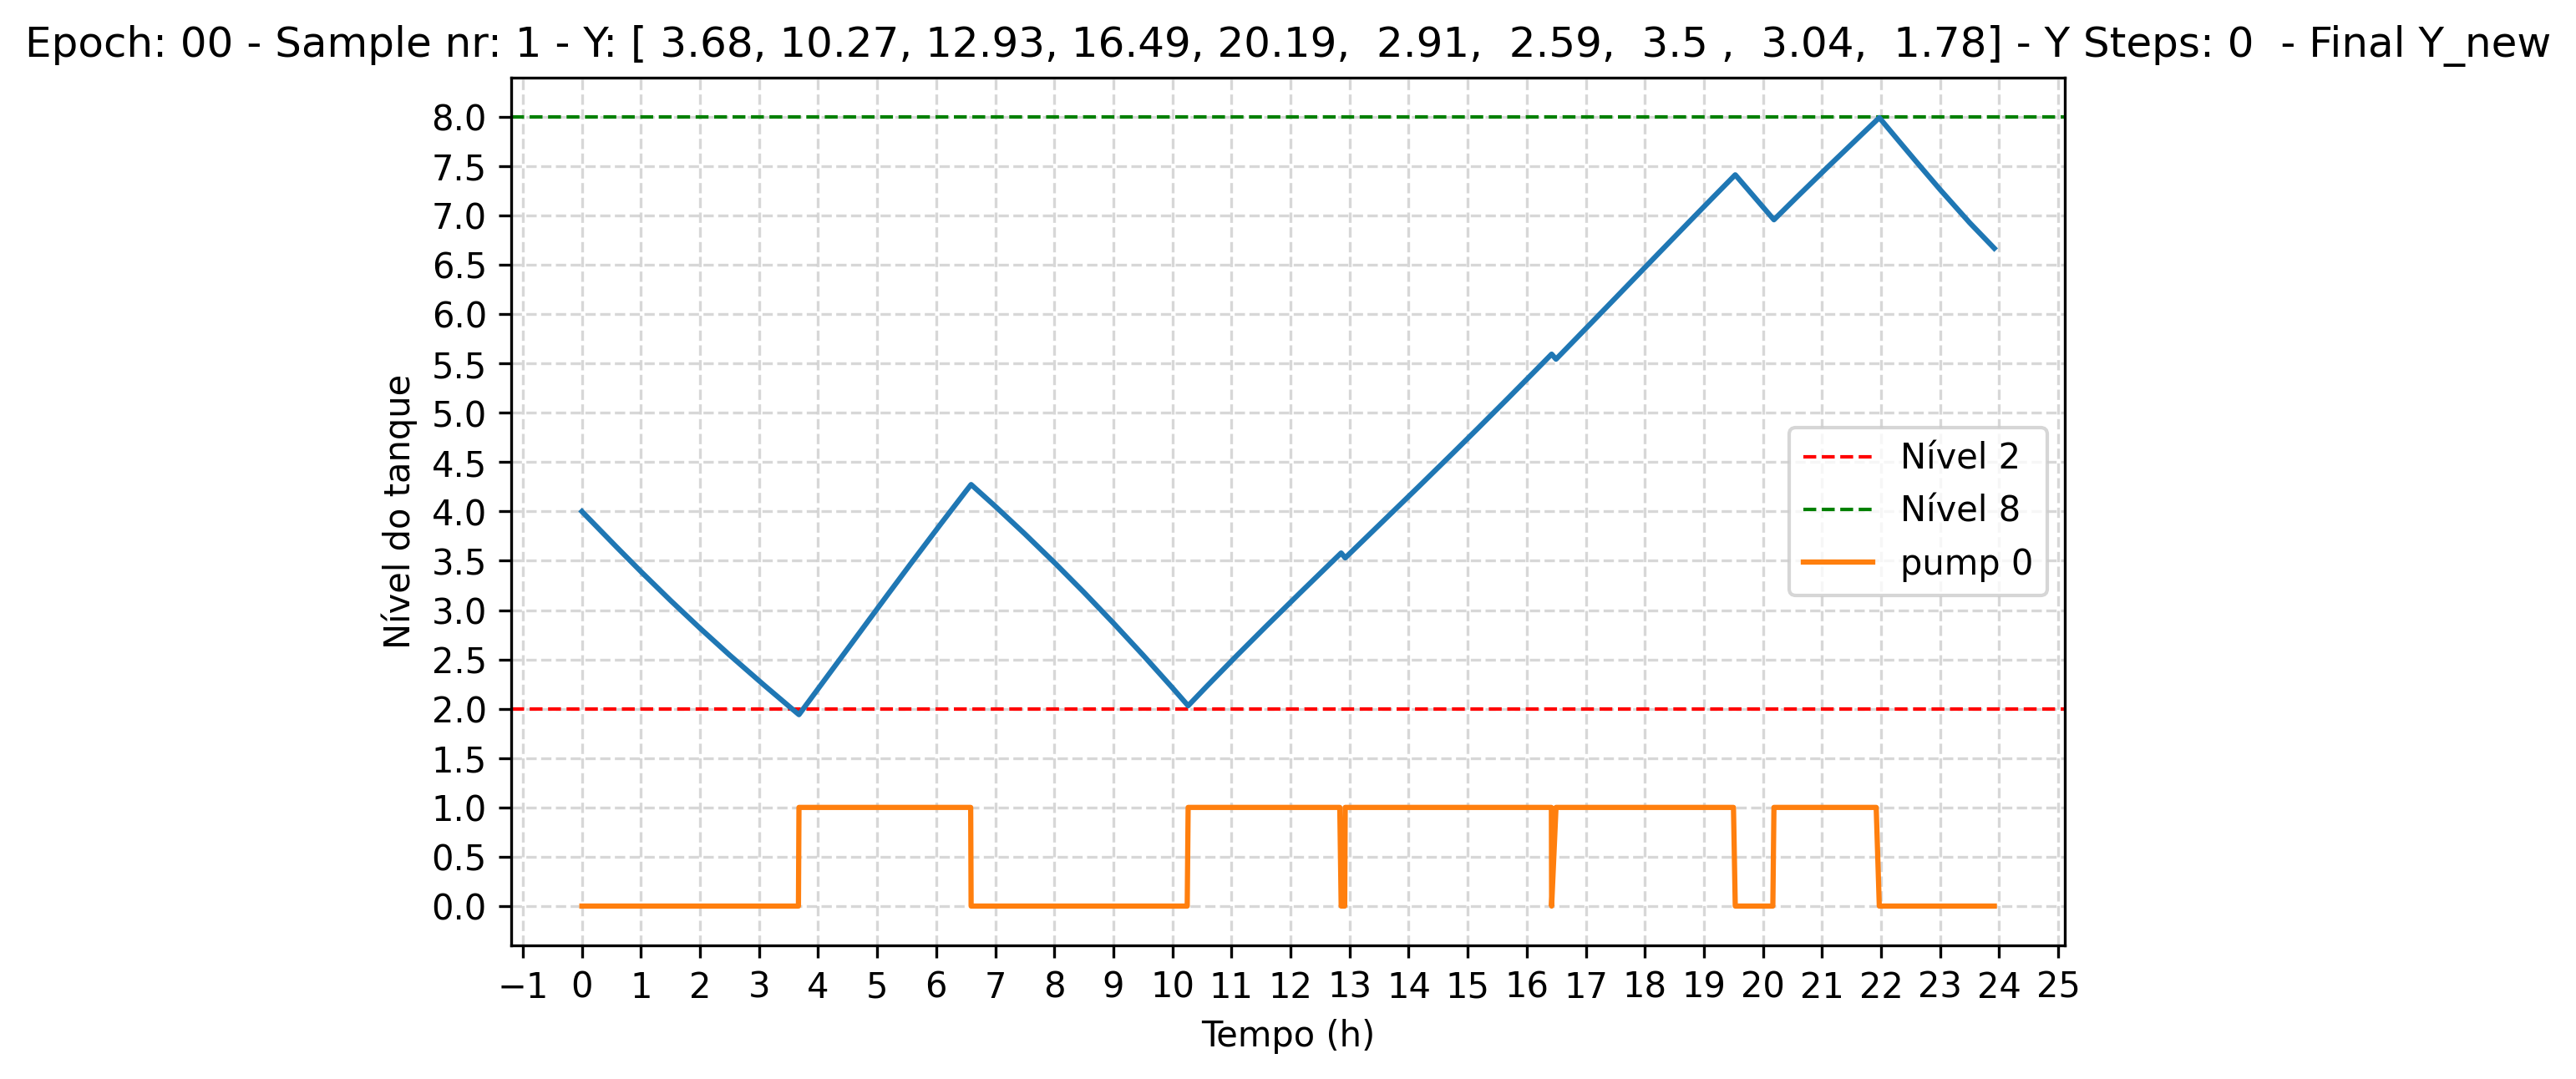 Epoch: 00 - Sample nr: 1 - Y: [ 3.68, 10.27, 12.93, 16.49, 20.19,  2.91,  2.59,  3.5 ,  3.04,  1.78] - Y Steps: 0  - Final Y_new
8.0
7.5
7.0
6.5
6.0
5.5
5.0
4.5
4.0
3.5
3.0
2.5
2.0
1.5
1.0
0.5
0.0
Nível do tanque
Nível 2
Nível 8
pump 0
−1 0 1 2 3 4 5 6 7 8 9 10 11 12 13 14 15 16 17 18 19 20 21 22 23 24 25
Tempo (h)